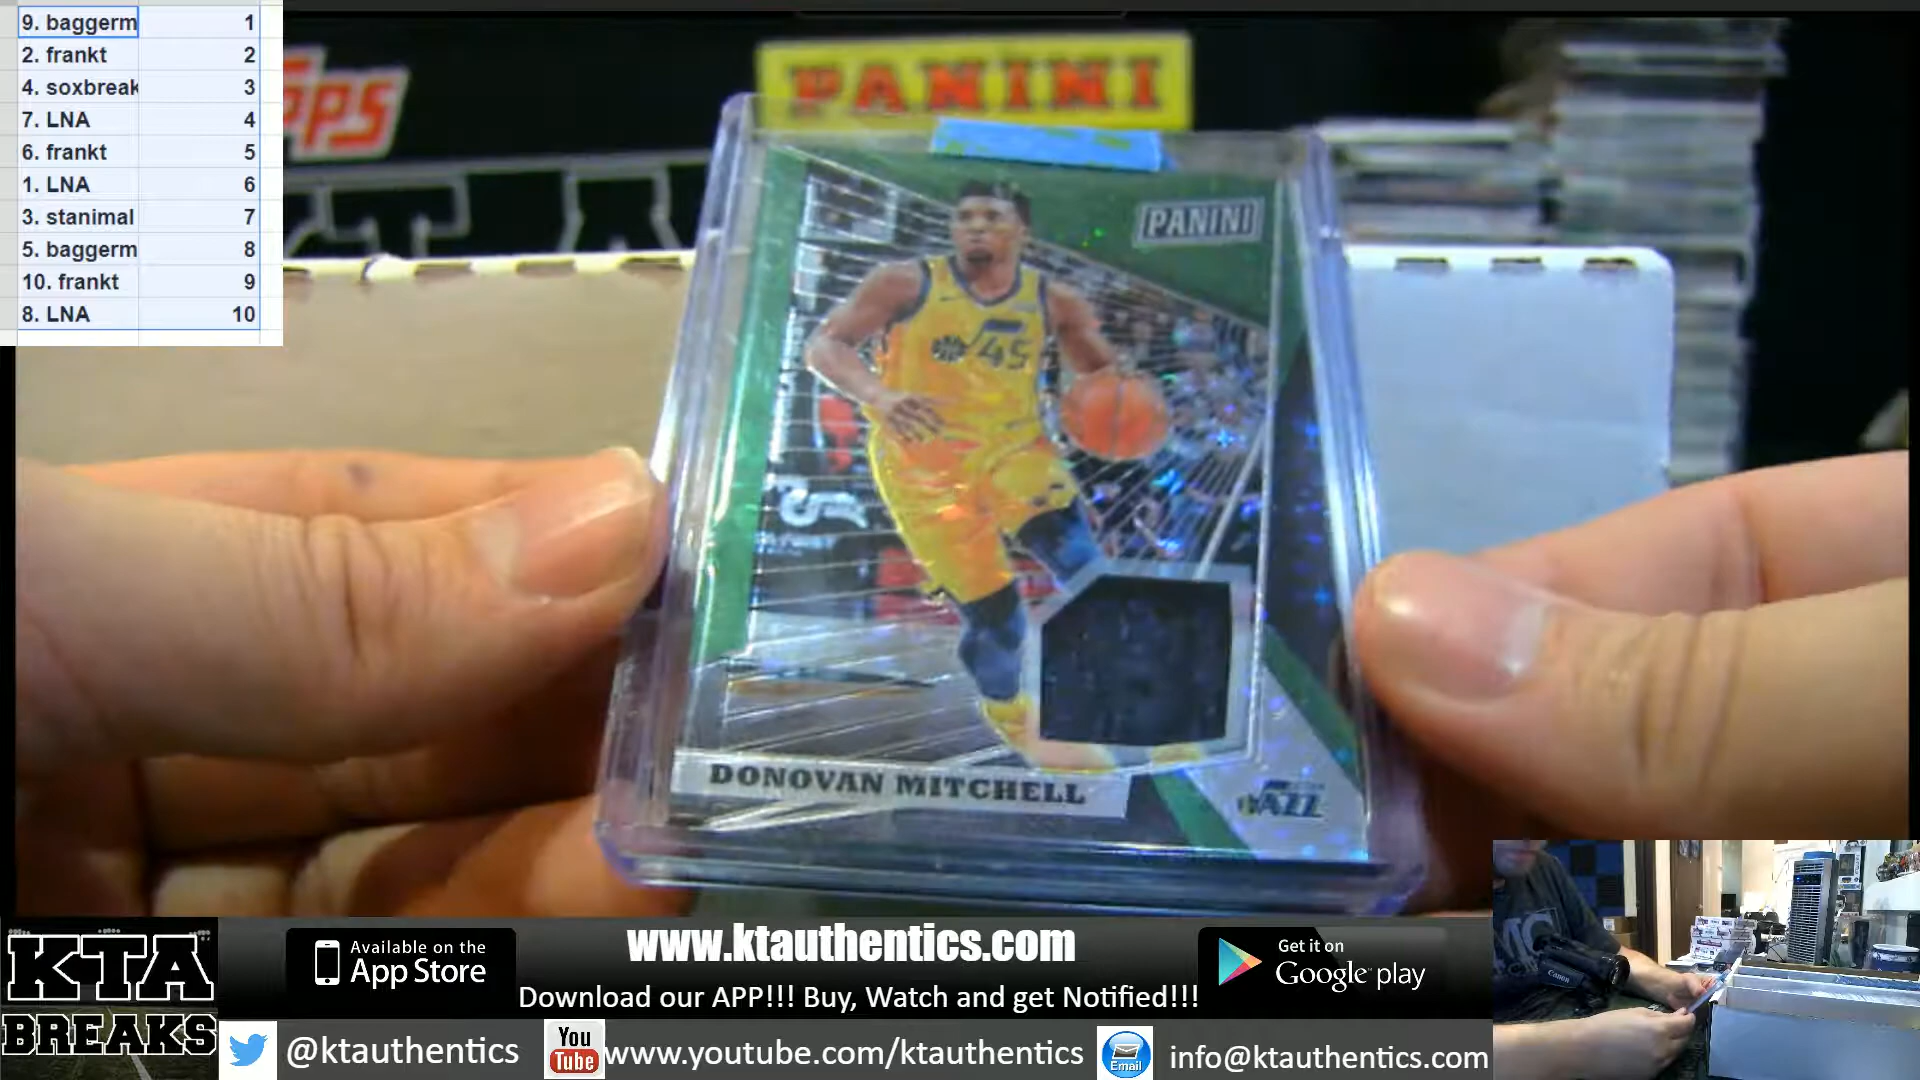 9. baggerm 1
2. frankt 2
4. soxbreak 3
7. LNA 4
6. frankt 5
1. LNA 6
3. stanimal 7
5. baggerm 8
10. frankt 9
8. LNA 10
PPS
PANINI
KTA
PANINI
45
DONOVAN MITCHELL
JAZZ
Canon
KTA
BREAKS
Available on the
App Store
www.ktauthentics.com
Download our APP!!! Buy, Watch and get Notified!!!
Get it on
Google play
@ktauthentics
You
Tube
www.youtube.com/ktauthentics
Email
info@ktauthentics.com